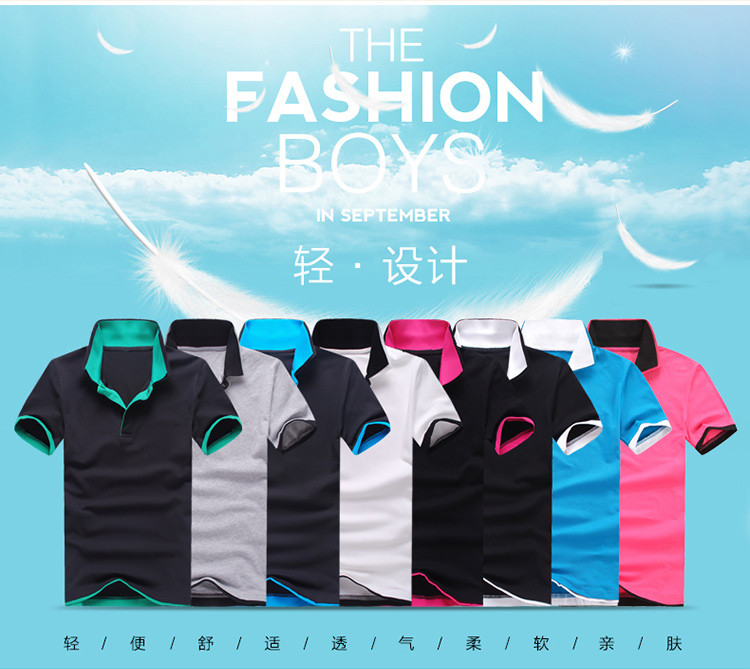 THE
FASHION
BOYS
IN SEPTEMBER
轻·设计
轻 / 便 / 舒 / 适 / 透 / 气 / 柔 / 软 / 亲 / 肤